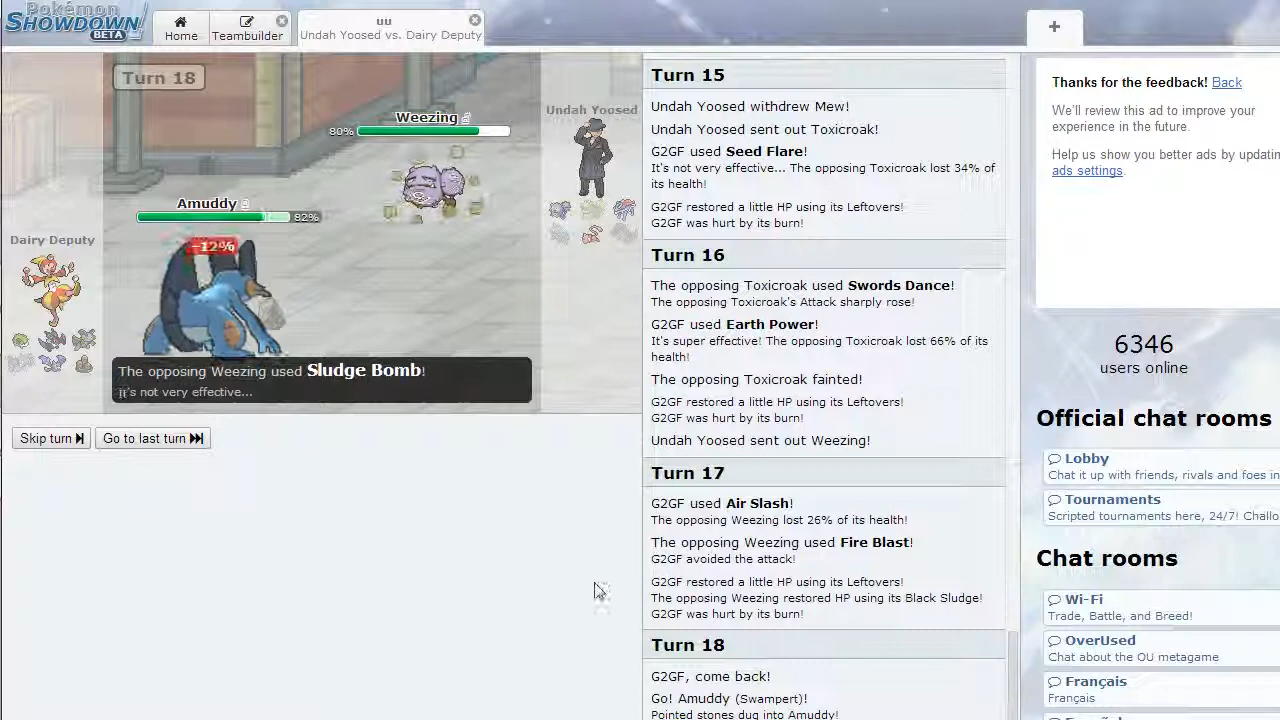 Pokémon
SHOWDOWN
BETA
Home
Teambuilder
uu
Undah Yoosed vs. Dairy Deputy
+
Turn 18
Weezing
80%
Undah Yoosed
Amuddy
82%
-12%
Dairy Deputy
The opposing Weezing used Sludge Bomb!
It's not very effective...
Skip turn
Go to last turn
Turn 15
Undah Yoosed withdrew Mew!
Undah Yoosed sent out Toxicroak!
G2GF used Seed Flare!
It's not very effective... The opposing Toxicroak lost 34% of
its health!
G2GF restored a little HP using its Leftovers!
G2GF was hurt by its burn!
Turn 16
The opposing Toxicroak used Swords Dance!
The opposing Toxicroak's Attack sharply rose!
G2GF used Earth Power!
It's super effective! The opposing Toxicroak lost 66% of its
health!
The opposing Toxicroak fainted!
G2GF restored a little HP using its Leftovers!
G2GF was hurt by its burn!
Undah Yoosed sent out Weezing!
Turn 17
G2GF used Air Slash!
The opposing Weezing lost 26% of its health!
The opposing Weezing used Fire Blast!
G2GF avoided the attack!
G2GF restored a little HP using its Leftovers!
The opposing Weezing restored HP using its Black Sludge!
G2GF was hurt by its burn!
Turn 18
G2GF, come back!
Go! Amuddy (Swampert)!
Pointed stones dug into Amuddy!
Thanks for the feedback! Back
We'll review this ad to improve your
experience in the future.
Help us show you better ads by updatin
ads settings.
6346
users online
Official chat rooms
Lobby
Chat it up with friends, rivals and foes in
Tournaments
Scripted tournaments here, 24/7! Challo
Chat rooms
Wi-Fi
Trade, Battle, and Breed!
OverUsed
Chat about the OU metagame
Français
Français